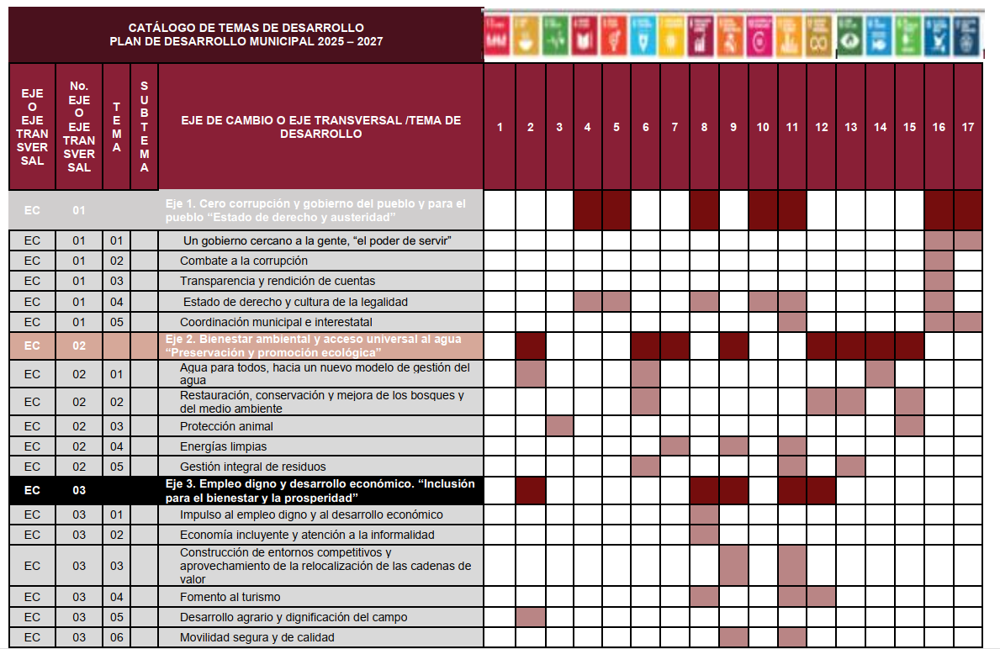 CATÁLOGO DE TEMAS DE DESARROLLO
PLAN DE DESARROLLO MUNICIPAL 2025 – 2027
EJE O EJE TRAN VER SAL
No. EJE O EJE TRAN SVER SAL
TEMA
SUBTEMA
EJE DE CAMBIO O EJE TRANSVERSAL /TEMA DE
DESARROLLO
1 2 3 4 5 6 7 8 9 10 11 12 13 14 15 16 17
EC 01 Eje 1. Cero corrupción y gobierno del pueblo y para el
pueblo “Estado de derecho y austeridad”
EC 01 01 Un gobierno cercano a la gente, “el poder de servir”
EC 01 02 Combate a la corrupción
EC 01 03 Transparencia y rendición de cuentas
EC 01 04 Estado de derecho y cultura de la legalidad
EC 01 05 Coordinación municipal e interestatal
EC 02 Eje 2. Bienestar ambiental y acceso universal al agua
“Preservación y promoción ecológica”
EC 02 01 Agua para todos, hacia un nuevo modelo de gestión del
agua
EC 02 02 Restauración, conservación y mejora de los bosques y
del medio ambiente
EC 02 03 Protección animal
EC 02 04 Energías limpias
EC 02 05 Gestión integral de residuos
EC 03 Eje 3. Empleo digno y desarrollo económico. “Inclusión
para el bienestar y la prosperidad”
EC 03 01 Impulso al empleo digno y al desarrollo económico
EC 03 02 Economía incluyente y atención a la informalidad
EC 03 03 Construcción de entornos competitivos y
aprovechamiento de la relocalización de las cadenas de
valor
EC 03 04 Fomento al turismo
EC 03 05 Desarrollo agrario y dignificación del campo
EC 03 06 Movilidad segura y de calidad